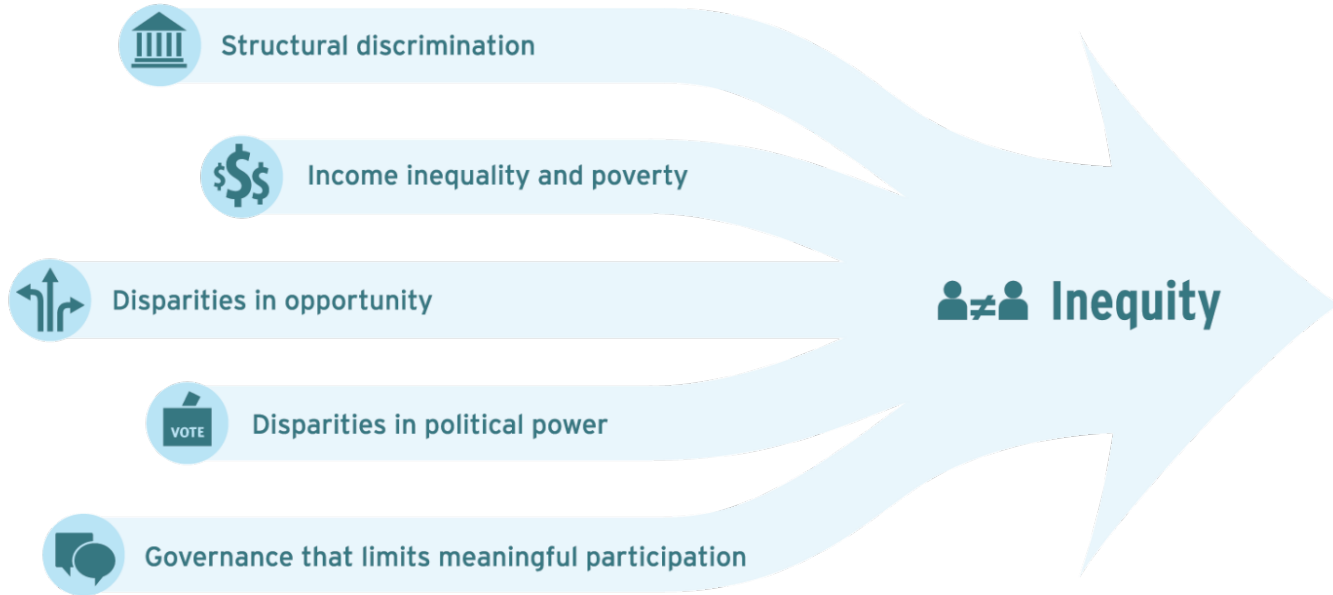 Structural discrimination
$$$ Income inequality and poverty
Disparities in opportunity
≠ Inequity
VOTE Disparities in political power
Governance that limits meaningful participation